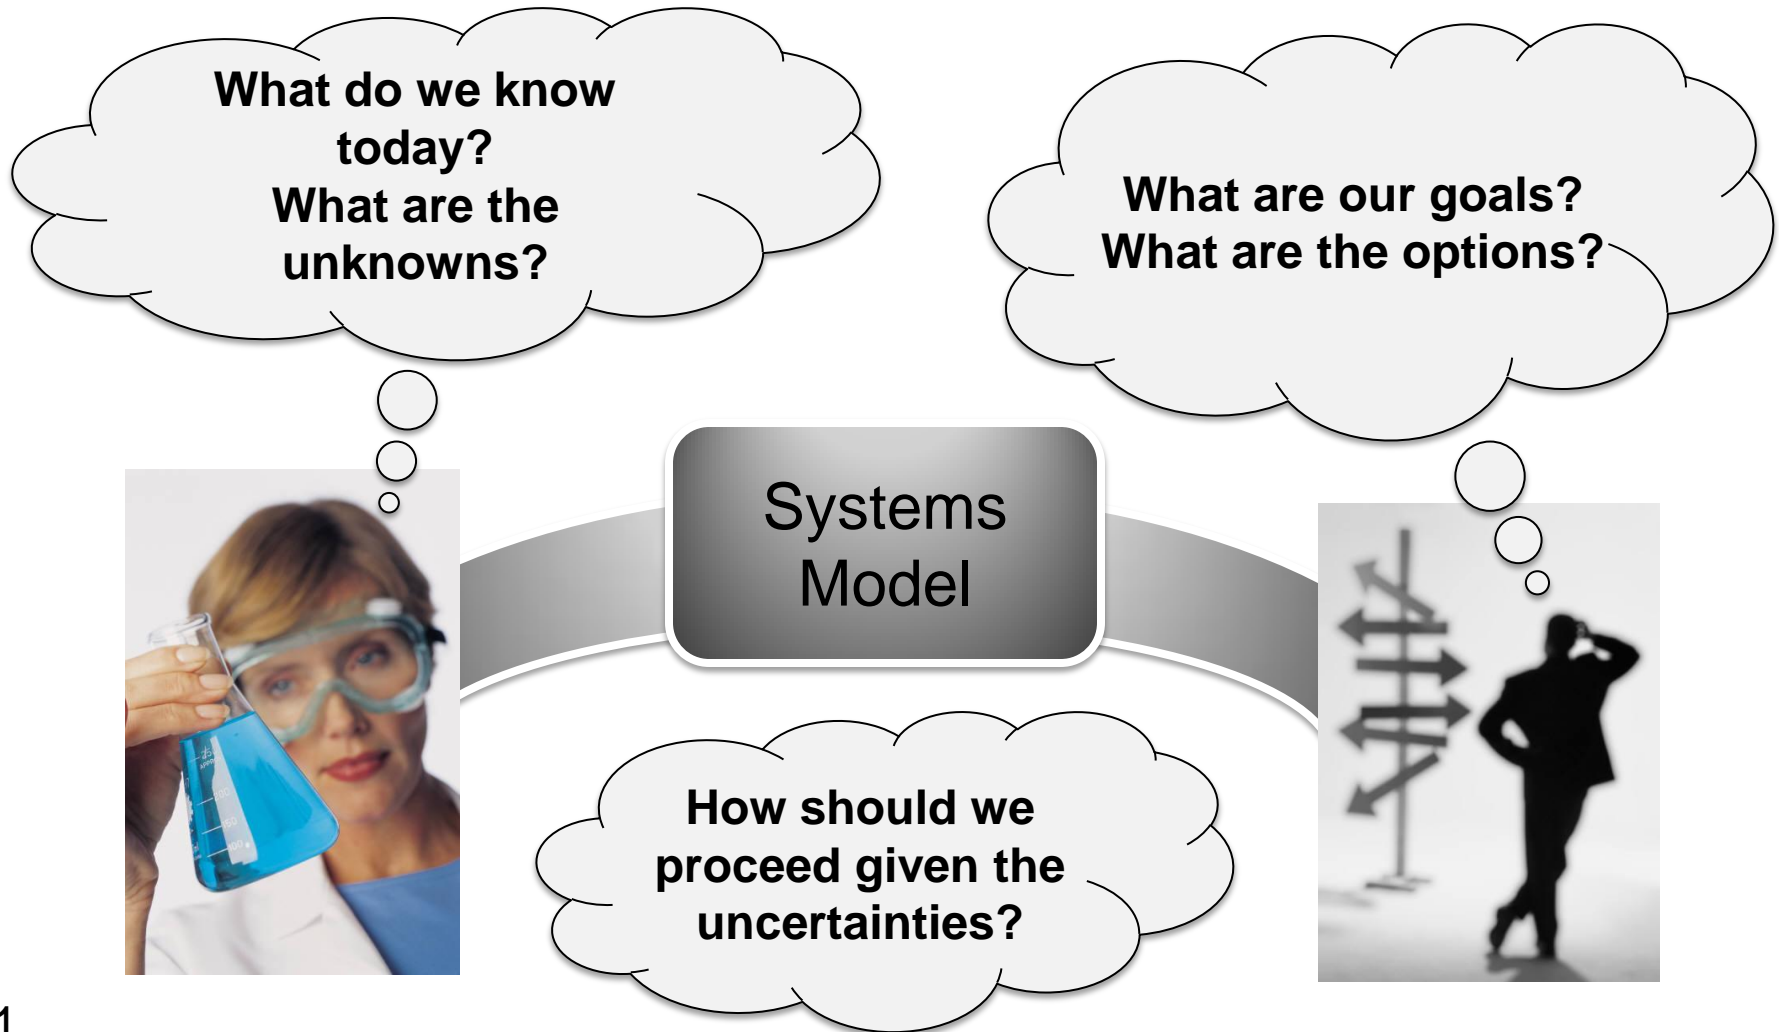 What do we know
today?
What are the
unknowns?
What are our goals?
What are the options?
Systems
Model
How should we
proceed given the
uncertainties?
1